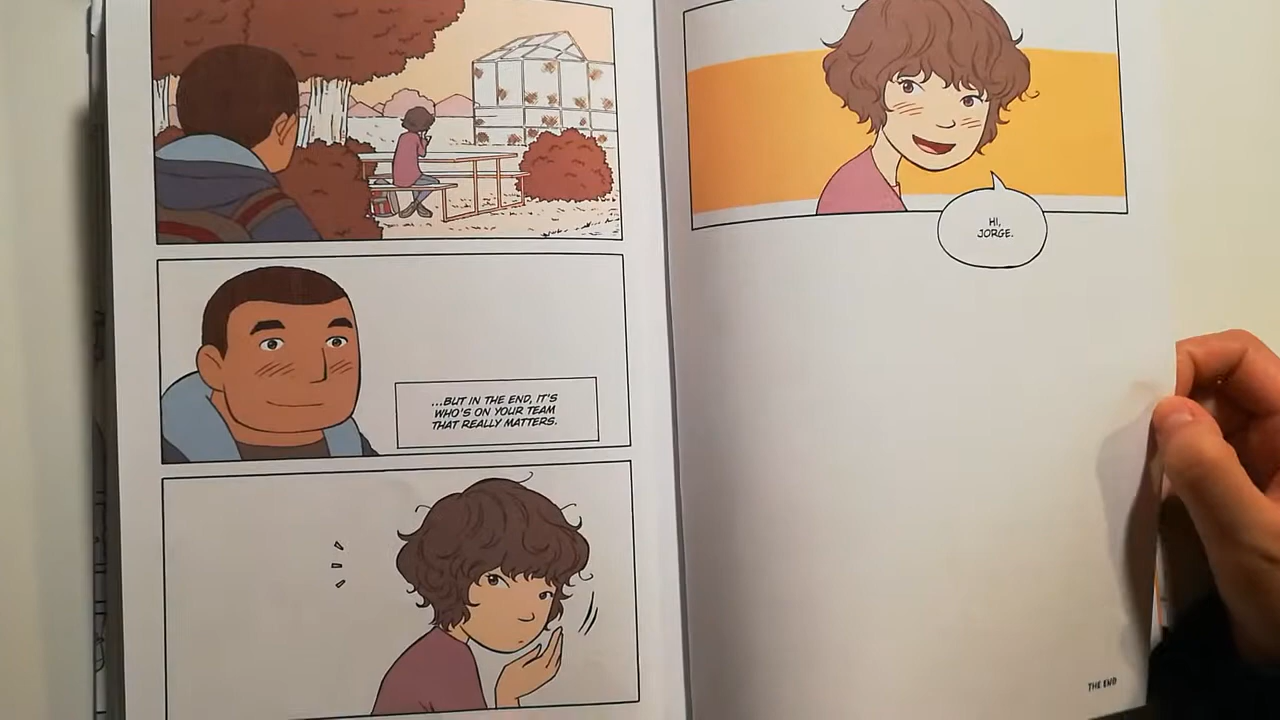 ...BUT IN THE END, IT'S
WHO'S ON YOUR TEAM
THAT REALLY MATTERS.
HI,
JORGE.
THE END